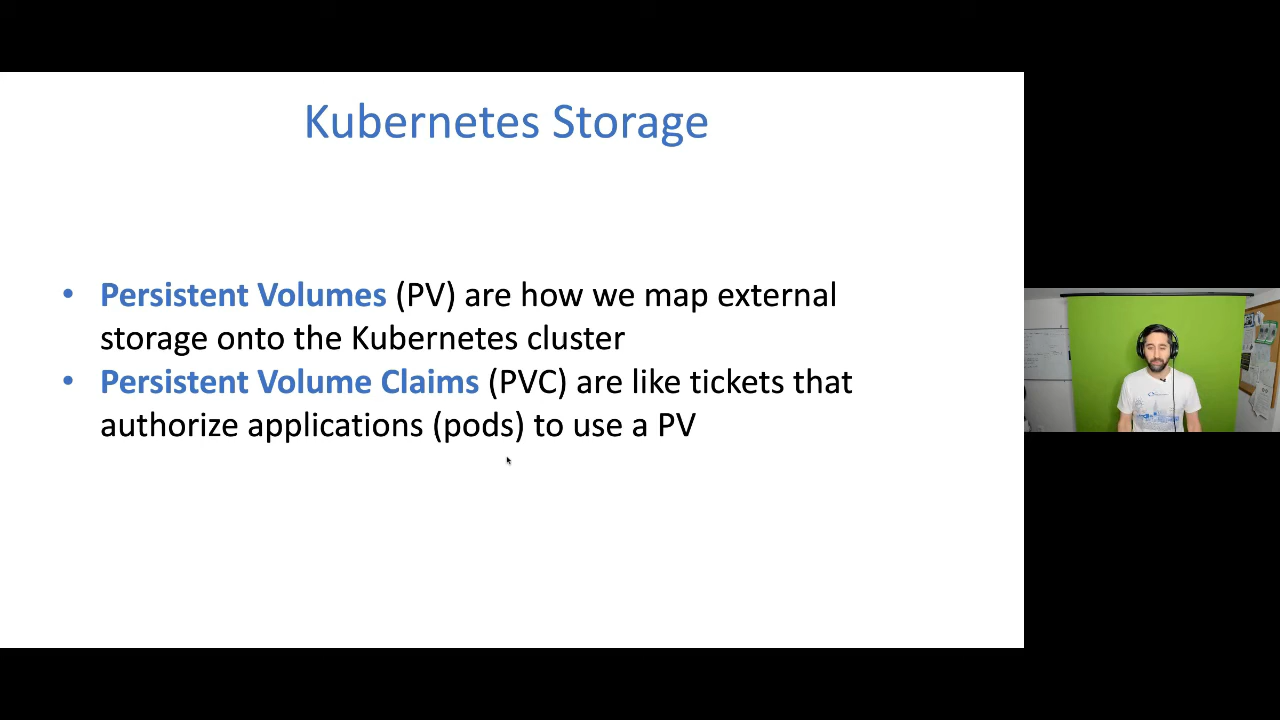 Kubernetes Storage
• Persistent Volumes (PV) are how we map external
storage onto the Kubernetes cluster
• Persistent Volume Claims (PVC) are like tickets that
authorize applications (pods) to use a PV